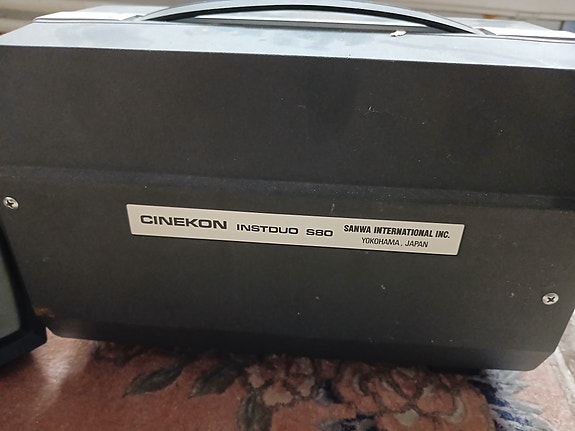 CINEKON INSTDUO S80 SANWA INTERNATIONAL INC.
YOKOHAMA, JAPAN